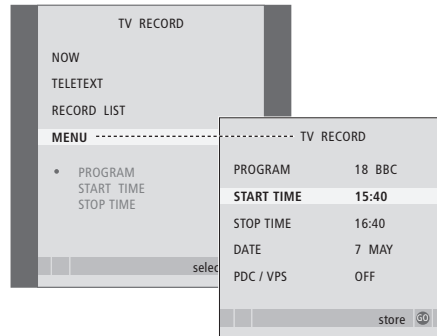 TV RECORD
NOW
TELETEXT
RECORD LIST
MENU
• PROGRAM
START TIME
STOP TIME
selec
TV RECORD
PROGRAM 18 BBC
START TIME 15:40
STOP TIME 16:40
DATE 7 MAY
PDC / VPS OFF
store GO